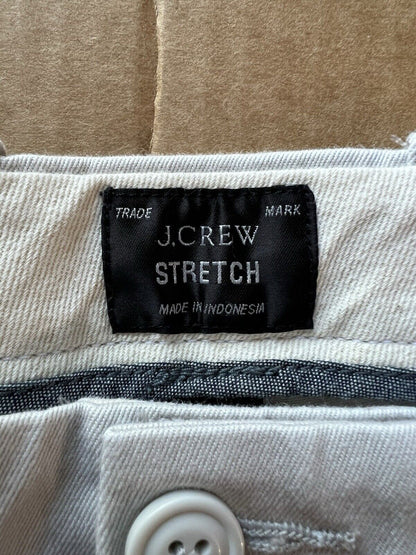 TRADE MARK
J.CREW
STRETCH
MADE IN INDONESIA